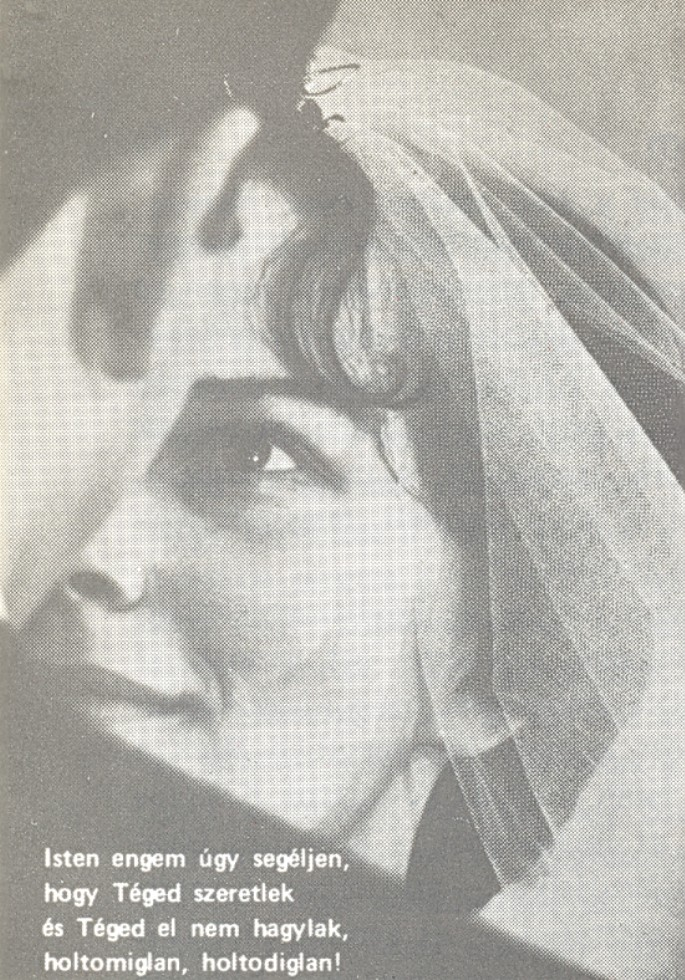 Isten engem úgy segéljen,
hogy Téged szeretlek
és Téged el nem hagylak,
holtomiglan, holtodiglan!